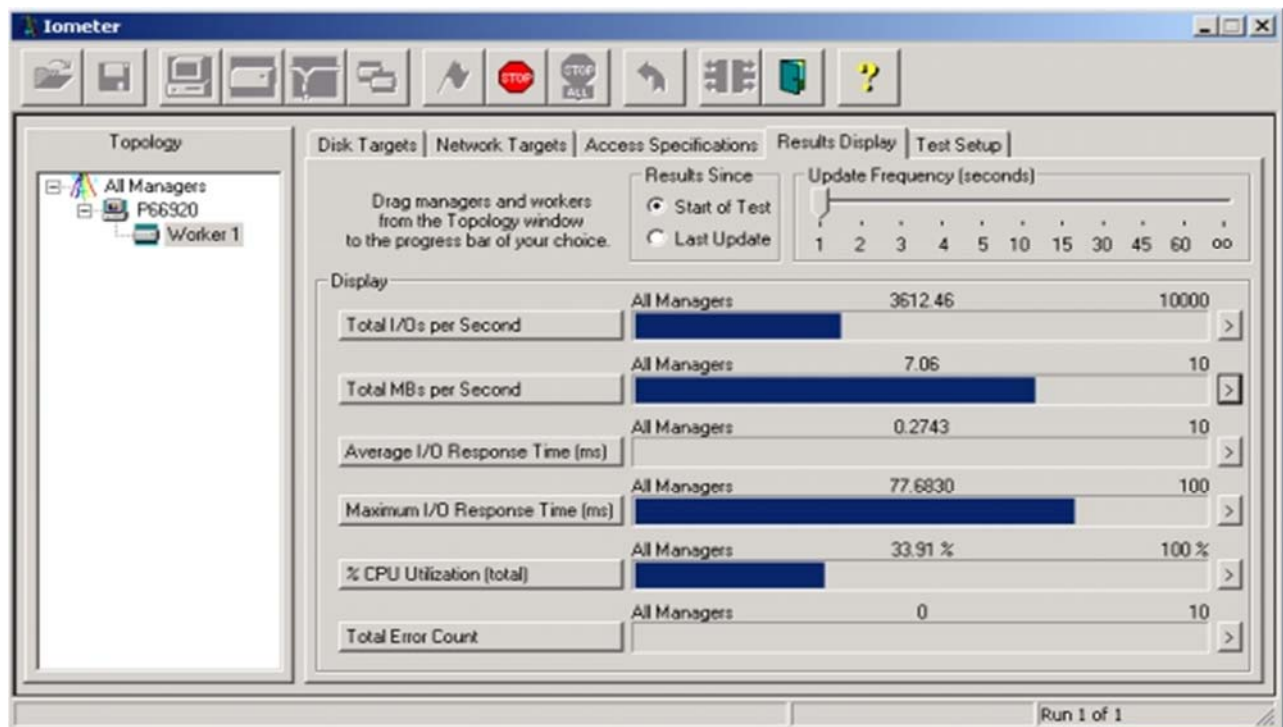 Iometer
STOP
STOP
ALL
?
Topology
All Managers
P66920
Worker 1
Disk Targets
Network Targets
Access Specifications
Results Display
Test Setup
Drag managers and workers
from the Topology window
to the progress bar of your choice.
Results Since
Start of Test
Last Update
Update Frequency (seconds)
1 2 3 4 5 10 15 30 45 60 oo
Display
All Managers 3612.46 10000
Total I/Os per Second >
All Managers 7.06 10
Total MBs per Second >
All Managers 0.2743 10
Average I/O Response Time (ms) >
All Managers 77.6830 100
Maximum I/O Response Time (ms) >
All Managers 33.91 % 100 %
% CPU Utilization (total) >
All Managers 0 10
Total Error Count >
Run 1 of 1